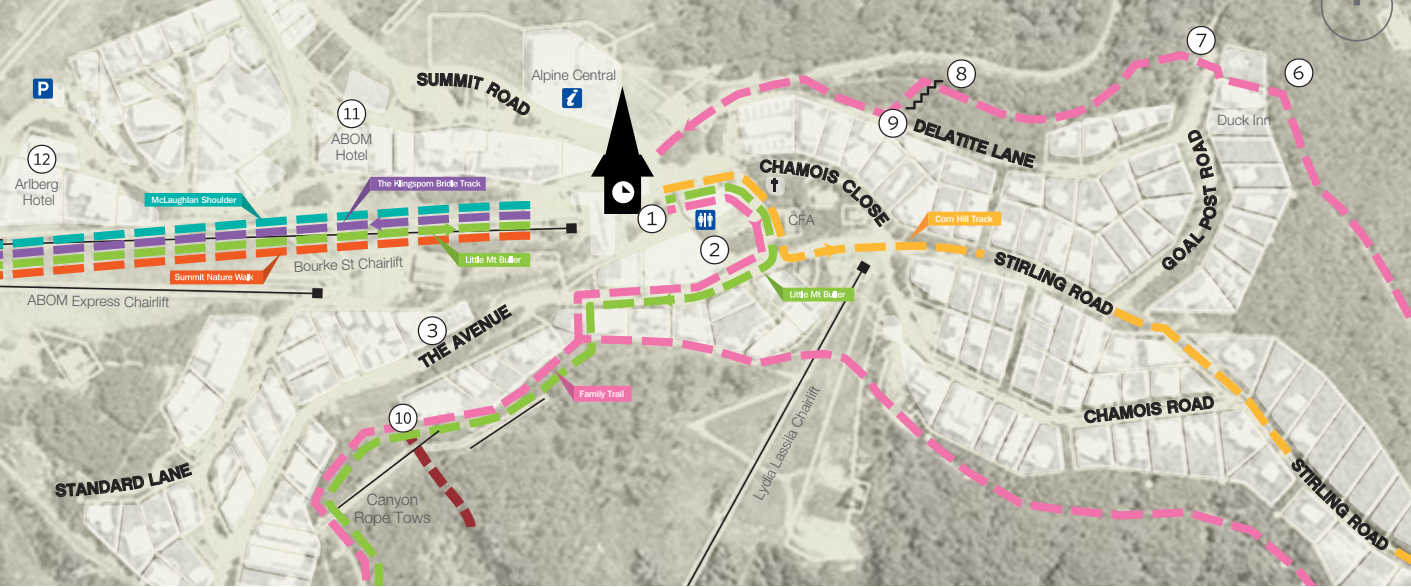 P
SUMMIT ROAD
Alpine Central
i
7
8
6
11
ABOM
Hotel
Duck Inn
9
DELATITE LANE
12
Arlberg
Hotel
CHAMOIS CLOSE
GOAL POST ROAD
McLaughlan Shoulder
The Klingsporn Bridle Track
1
CFA
Corn Hill Track
2
Bourke St Chairlift
Little Mt Buller
Summit Nature Walk
STIRLING ROAD
ABOM Express Chairlift
Little Mt Buller
3
THE AVENUE
Family Trail
Lydia Lassila Chairlift
CHAMOIS ROAD
10
STANDARD LANE
Canyon
Rope Tows
STIRLING ROAD